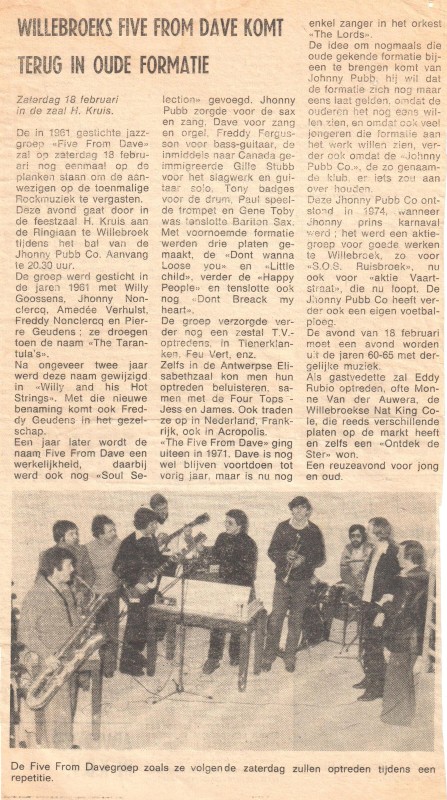 WILLEBROEKS FIVE FROM DAVE KOMT
TERUG IN OUDE FORMATIE
Zaterdag 18 februari
in de zaal H. Kruis.
De in 1961 gestichte jazz-
groep «Five From Dave»
zal op zaterdag 18 febru-
ari nog eenmaal op de
planken staan om de aan-
wezigen op de toenmalige
Rockmuziek te vergasten.
Deze avond gaat door in
de feestzaal H. Kruis aan
de Ringlaan te Willebroek
tijdens het bal van de
Jhonny Pubb Co. Aanvang
te 20.30 uur.
De groep werd gesticht in
de jaren 1961 met Willy
Goossens, Jhonny Non-
clercq, Amedée Verhulst,
Freddy Nonclercq en Pier-
re Geudens ; ze droegen
toen de naam «The Taran-
tula's».
Na ongeveer twee jaar
werd deze naam gewijzigd
in «Willy and his Hot
Strings». Met die nieuwe
benaming komt ook Fred-
dy Geudens in het gezel-
schap.
Een jaar later wordt de
naam Five From Dave een
werkelijkheid, daarbij
werd ook nog «Soul Se-
lection» gevoegd. Jhonny
Pubb zorgde voor de sax
en zang, Dave voor zang
en orgel, Freddy Fergus-
son voor bass-guitaar, de
inmiddels naar Canada ge-
immigreerde Gille Stubb
voor het slagwerk en gui-
taar solo, Tony badges
voor de drum, Paul speel-
de trompet en Gene Toby
was tenslotte Bariton Sax.
Met voornoemde formatie
werden drie platen ge-
maakt, de «Dont wanna
Loose you» en «Little
child», verder de «Happy
People» en tenslotte ook
nog «Dont Breack my
heart».
De groep verzorgde ver-
der nog een zestal T.V.-
optredens, in Tienerklan-
ken, Feu Vert, enz.
Zelfs in de Antwerpse Eli-
sabethzaal kon men hun
optreden beluisteren, sa-
men met de Four Tops -
Jess en James. Ook traden
ze op in Nederland, Frank-
rijk, ook in Acropolis.
«The Five From Dave» ging
uiteen in 1971. Dave is nog
wel blijven voortdoen tot
vorig jaar, maar is nu nog
enkel zanger in het orkest
«The Lords».
De idee om nogmaals die
oude gekende formatie bij-
een te brengen komt van
Johnny Pubb, hij wil dat
de formatie zich nog maar
eens laat gelden, omdat de
ouderen het nog eens wil-
len zien, en omdat ook veel
jongeren die formatie aan
het werk willen zien, ver-
der ook omdat de «Johnny
Pubb Co.», de zo genaam-
de klub, er iets zou aan
over houden.
Deze Jhonny Pubb Co ont-
stond in 1974, wanneer
Jhonny prins karnaval
werd ; het werd een aktie-
groep voor goede werken
te Willebroek, zo voor
«S.O.S. Ruisbroek», nu
ook voor «Aktie Vaart-
straat», die nu loopt. De
Jhonny Pubb Co heeft ver-
der ook een eigen voetbal-
ploeg.
De avond van 18 februari
moet een avond worden
uit de jaren 60-65 met der-
gelijke muziek.
Als gastvedette zal Eddy
Rubio optreden, ofte Mon-
ne Van der Auwera, de
Willebroekse Nat King Co-
le, die reeds verschillende
platen op de markt heeft
en zelfs een «Ontdek de
Ster» won.
Een reuzeavond voor jong
en oud.
De Five From Davegroep zoals ze volgende zaterdag zullen optreden tijdens een
repetitie.